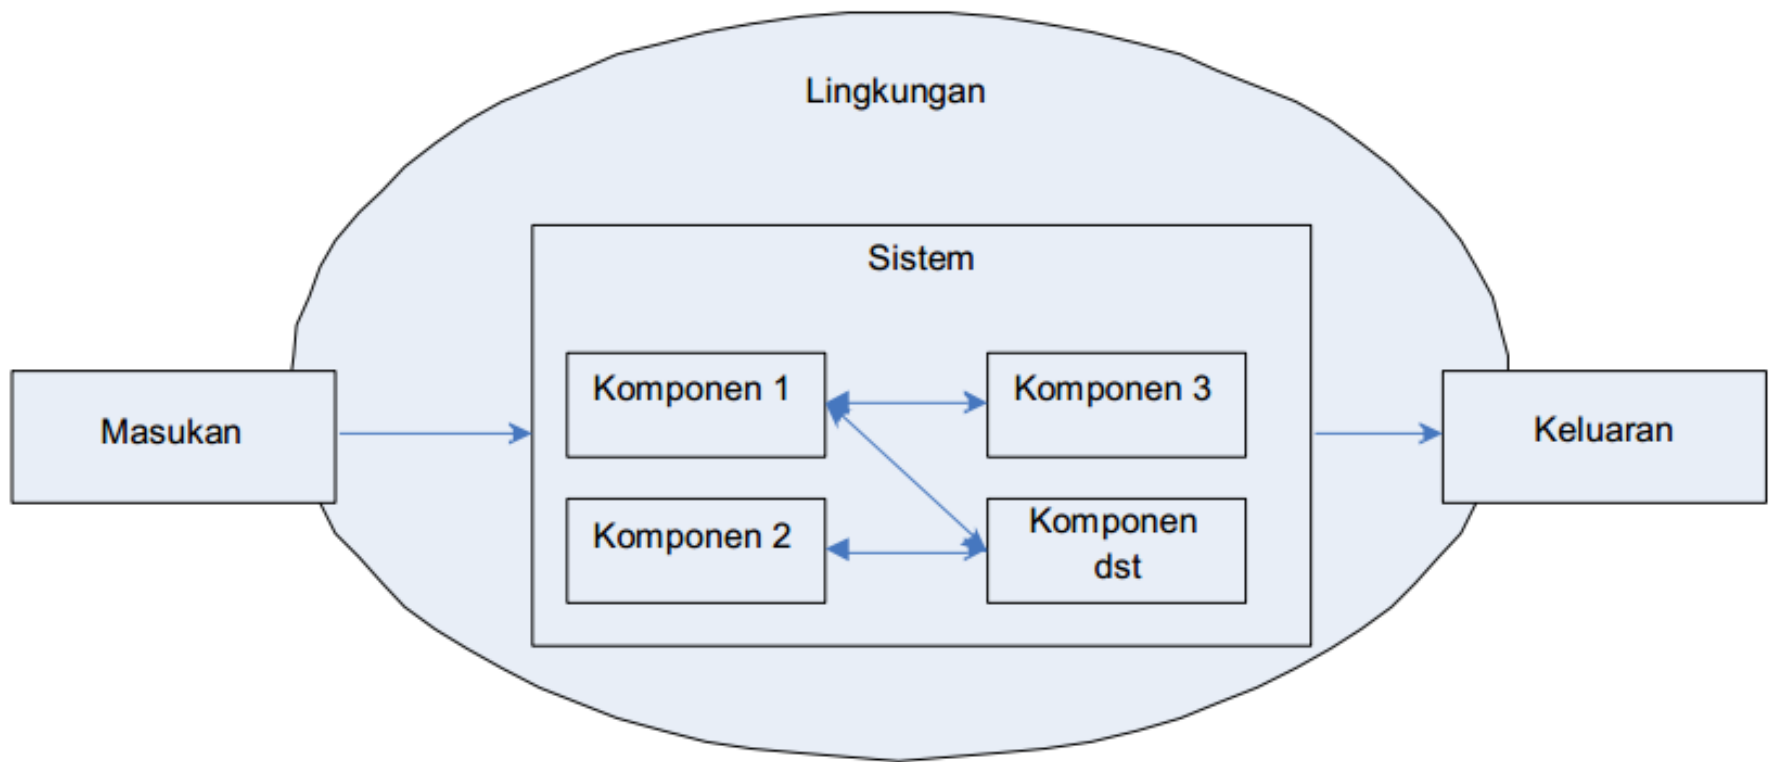 Lingkungan
Sistem
Komponen 1
Komponen 3
Masukan
Keluaran
Komponen 2
Komponen
dst